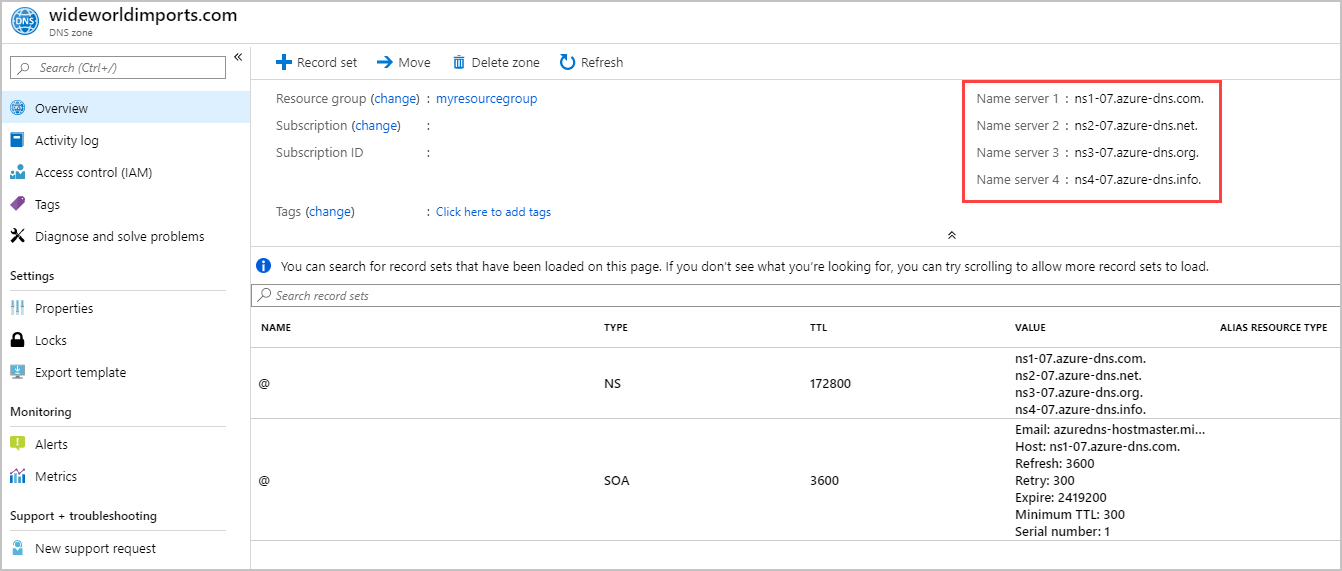 DNS
wideworldimports.com
DNS zone
Search (Ctrl+/)
«
Overview
Activity log
Access control (IAM)
Tags
Diagnose and solve problems
Settings
Properties
Locks
Export template
Monitoring
Alerts
Metrics
Support + troubleshooting
New support request
Record set Move Delete zone Refresh
Resource group (change) : myresourcegroup
Subscription (change) :
Subscription ID :
Tags (change) : Click here to add tags
Name server 1 : ns1-07.azure-dns.com.
Name server 2 : ns2-07.azure-dns.net.
Name server 3 : ns3-07.azure-dns.org.
Name server 4 : ns4-07.azure-dns.info.
You can search for record sets that have been loaded on this page. If you don't see what you're looking for, you can try scrolling to allow more record sets to load.
Search record sets
NAME TYPE TTL VALUE ALIAS RESOURCE TYPE
@ NS 172800 ns1-07.azure-dns.com.
ns2-07.azure-dns.net.
ns3-07.azure-dns.org.
ns4-07.azure-dns.info.
@ SOA 3600 Email: azuredns-hostmaster.mi...
Host: ns1-07.azure-dns.com.
Refresh: 3600
Retry: 300
Expire: 2419200
Minimum TTL: 300
Serial number: 1